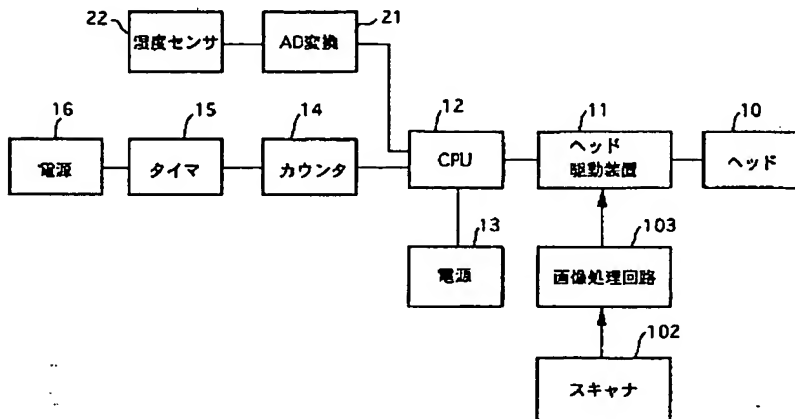 22
21
湿度センサ
AD変換
16
15
14
12
11
10
電源
タイマ
カウンタ
CPU
ヘッド
駆動装置
ヘッド
13
103
電源
画像処理回路
102
スキャナ